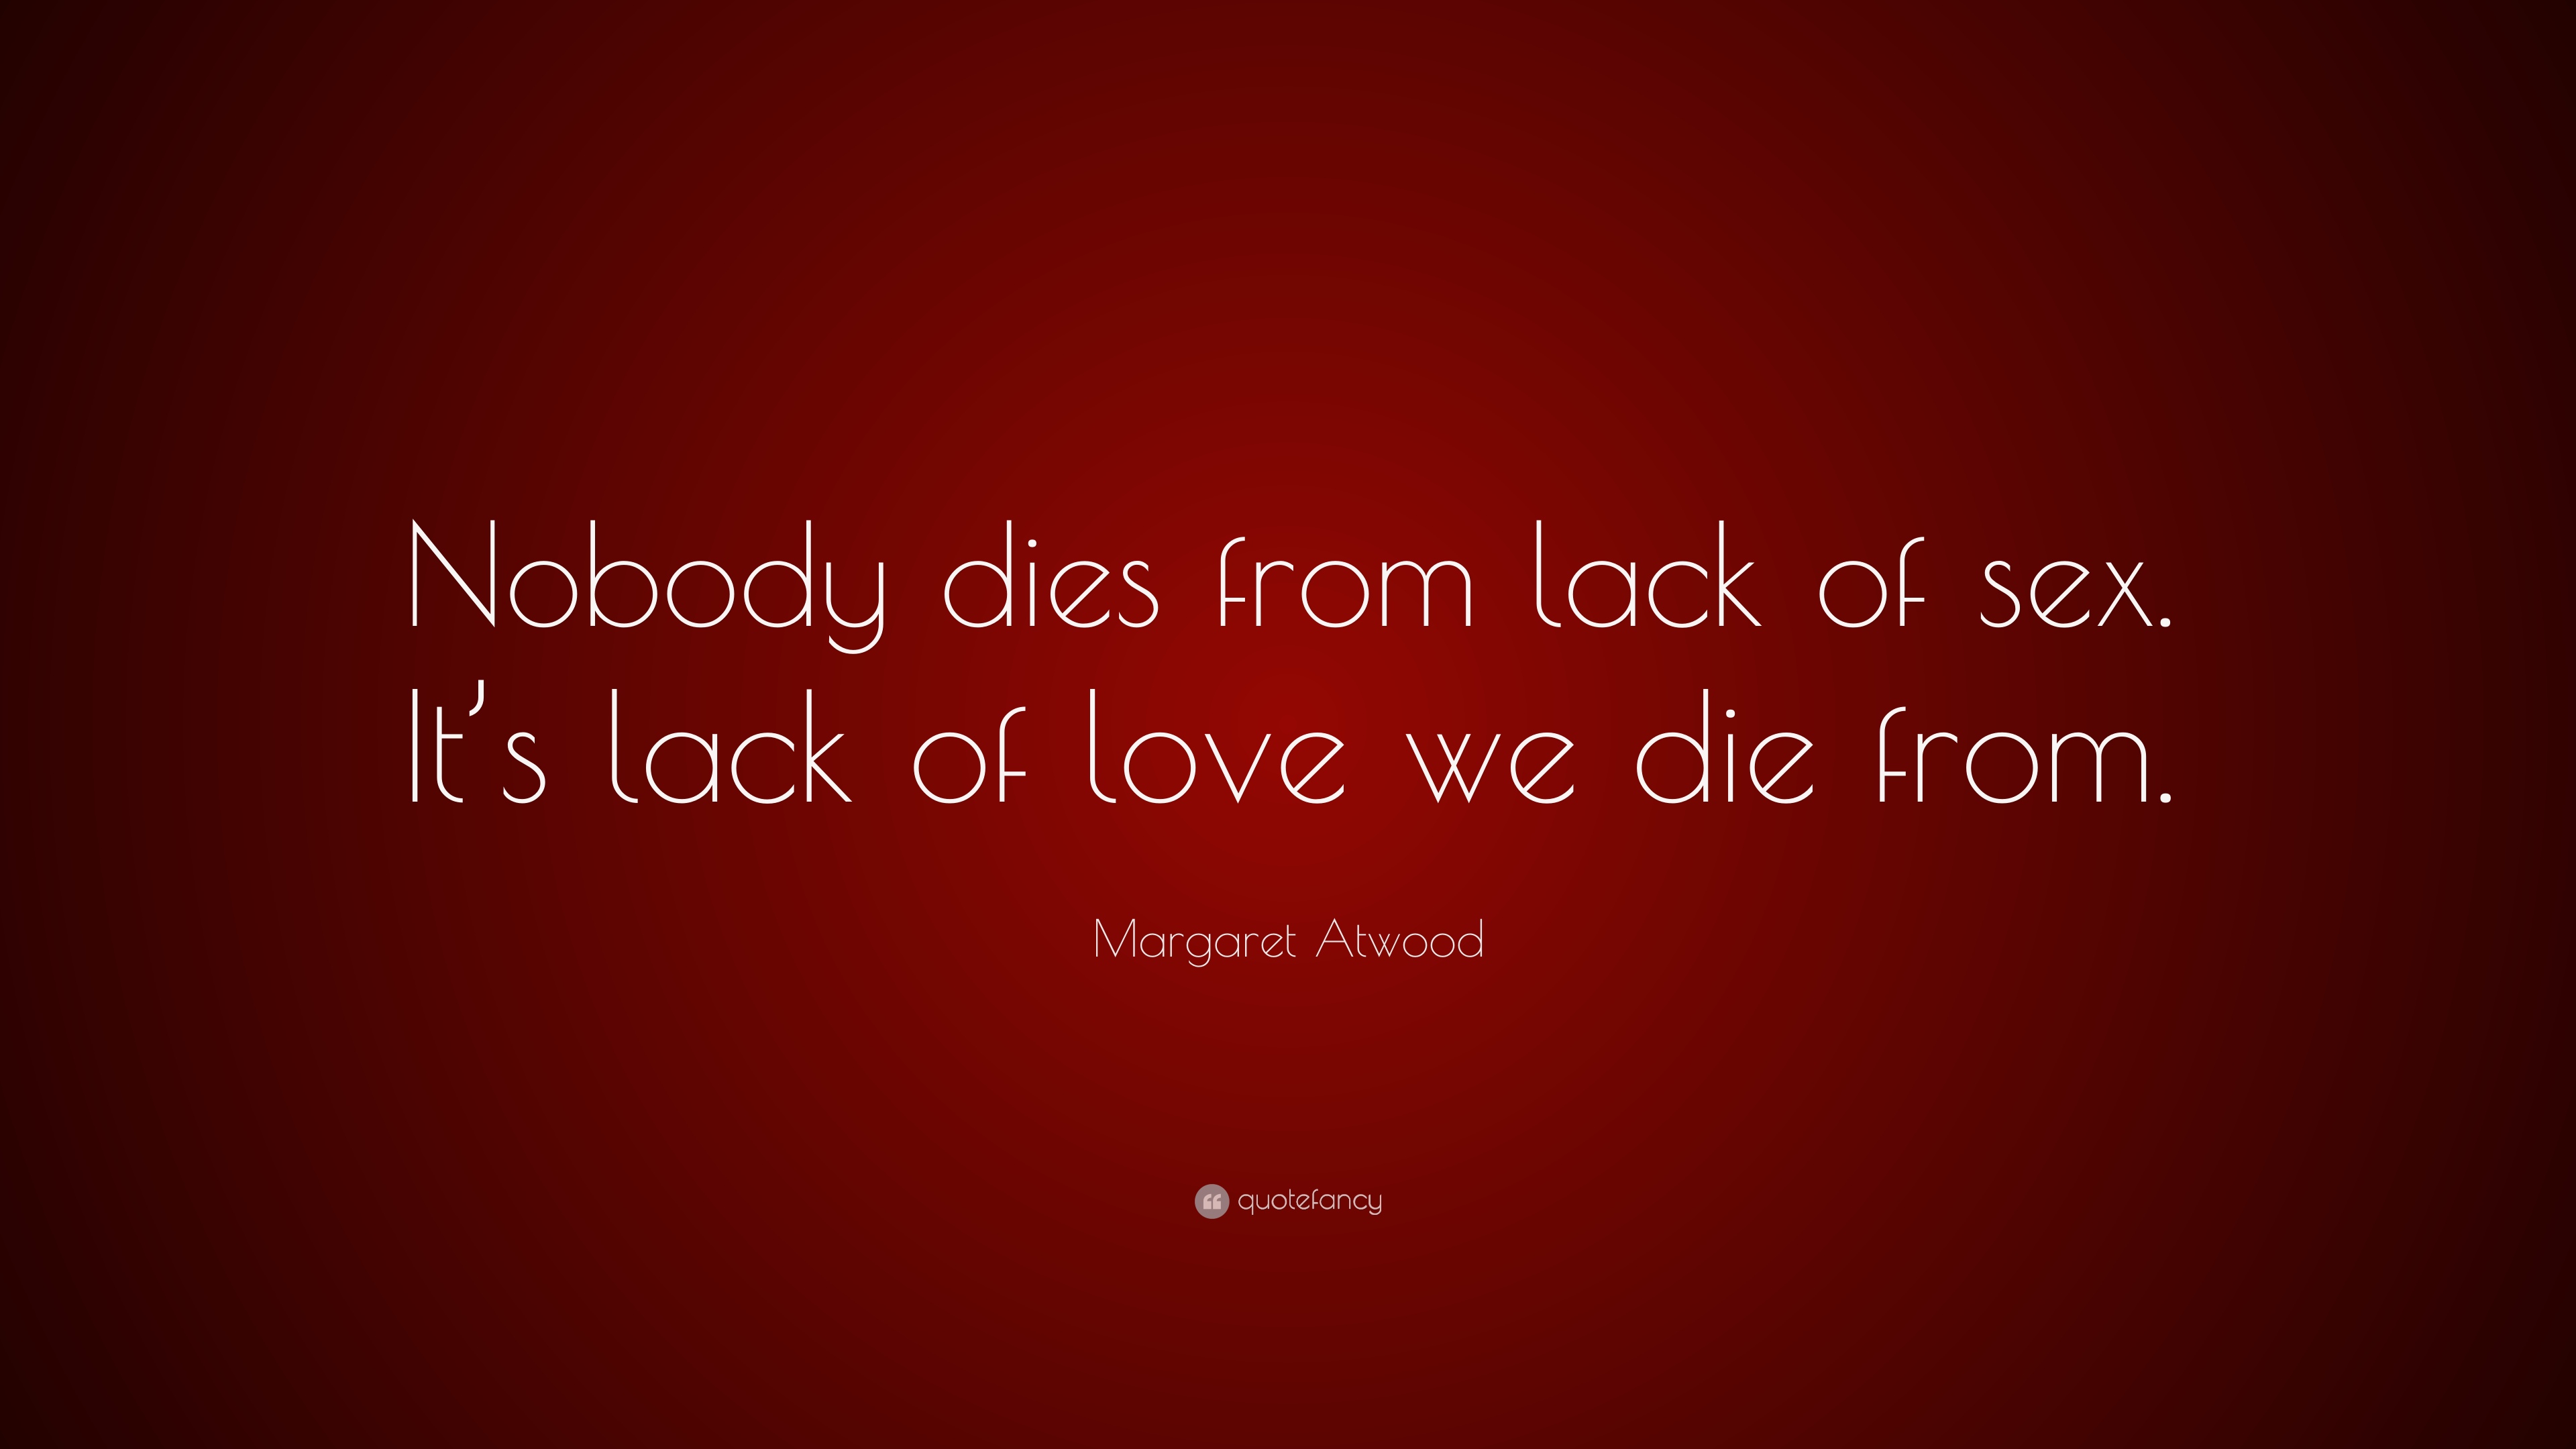 Nobody dies from lack of sex.
It’s lack of love we die from.
Margaret Atwood
quotefancy